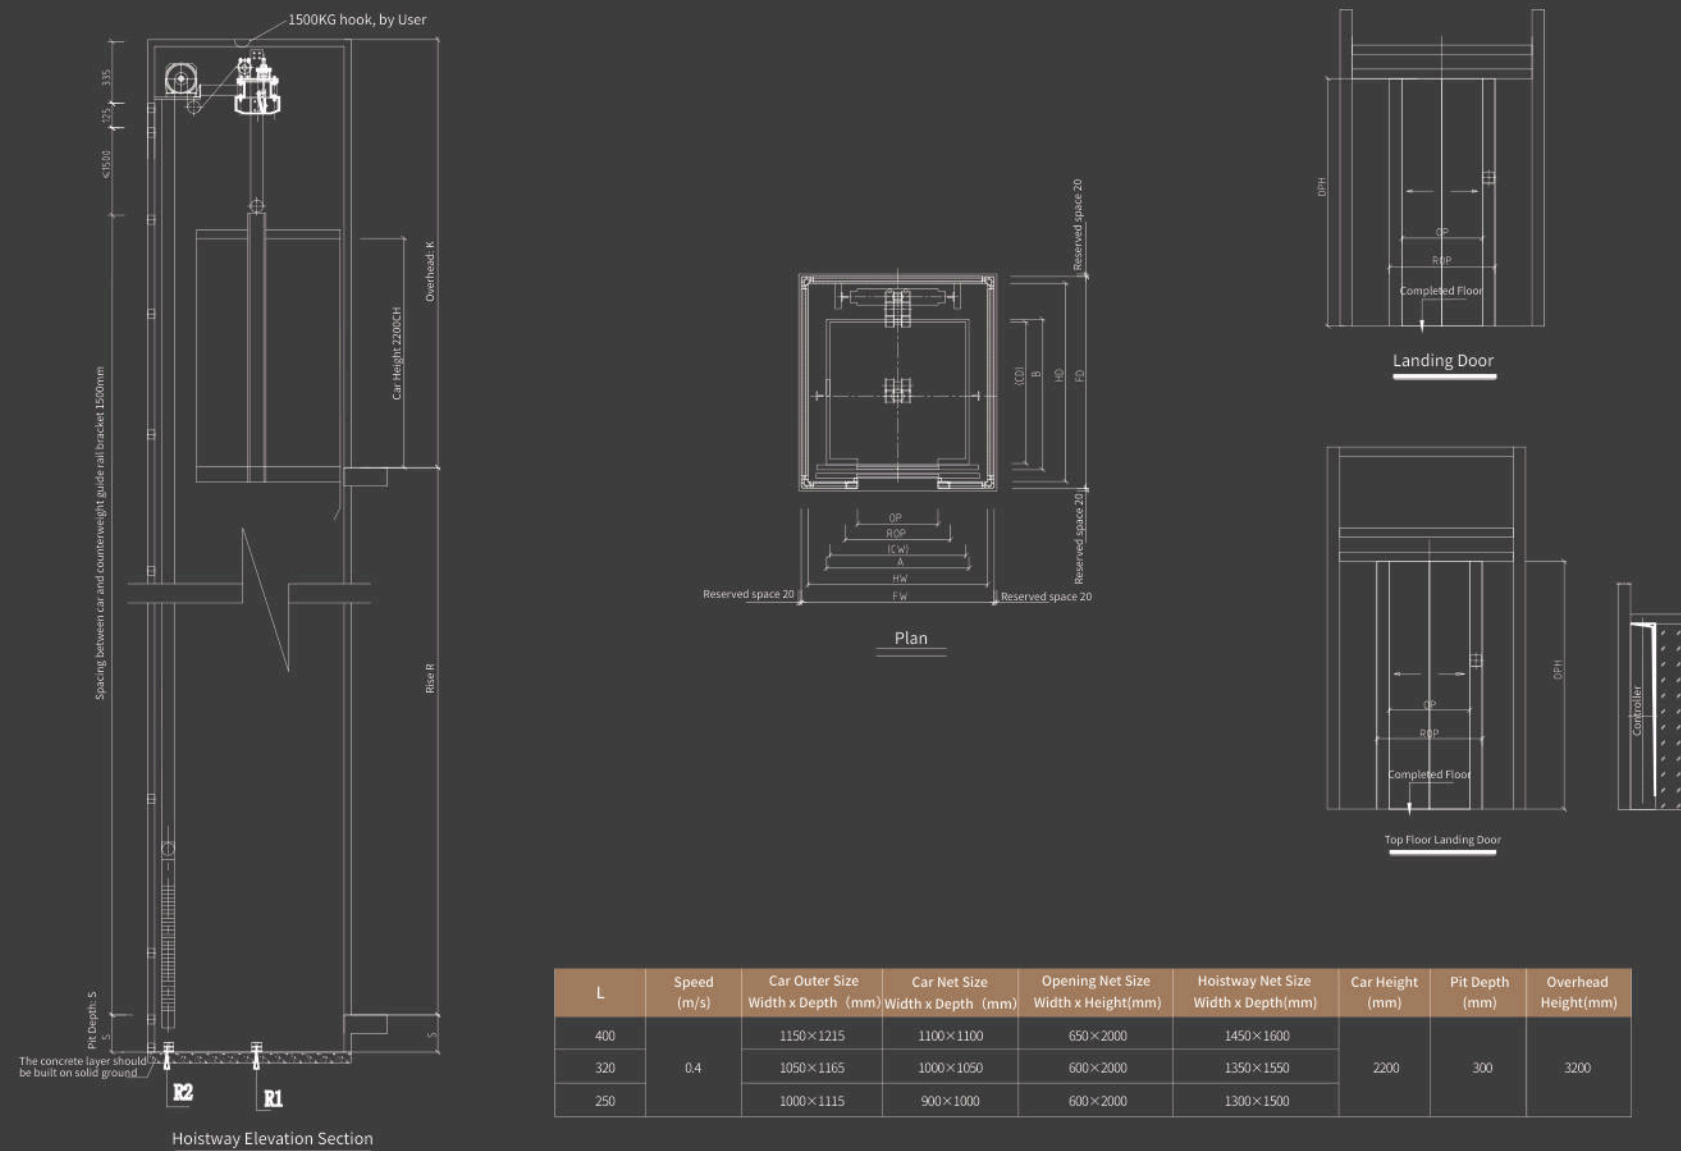 1500KG hook, by User
335
125
≤1500
Overhead: K
Car Height 2200CH
Spacing between car and counterweight guide rail bracket 1500mm
Rise R
Pit Depth: S
S
S
The concrete layer should
be built on solid ground
R2
R1
Hoistway Elevation Section
Reserved space 20
(CD)
B
HD
FD
Reserved space 20
OP
ROP
(CW)
A
HW
Reserved space 20
FW
Reserved space 20
Plan
DPH
OP
ROP
Completed Floor
Landing Door
DPH
OP
ROP
Completed Floor
Top Floor Landing Door
Controller
L
Speed
(m/s)
Car Outer Size
Width x Depth (mm)
Car Net Size
Width x Depth (mm)
Opening Net Size
Width x Height(mm)
Hoistway Net Size
Width x Depth(mm)
Car Height
(mm)
Pit Depth
(mm)
Overhead
Height(mm)
400 1150×1215 1100×1100 650×2000 1450×1600
320 0.4 1050×1165 1000×1050 600×2000 1350×1550 2200 300 3200
250 1000×1115 900×1000 600×2000 1300×1500